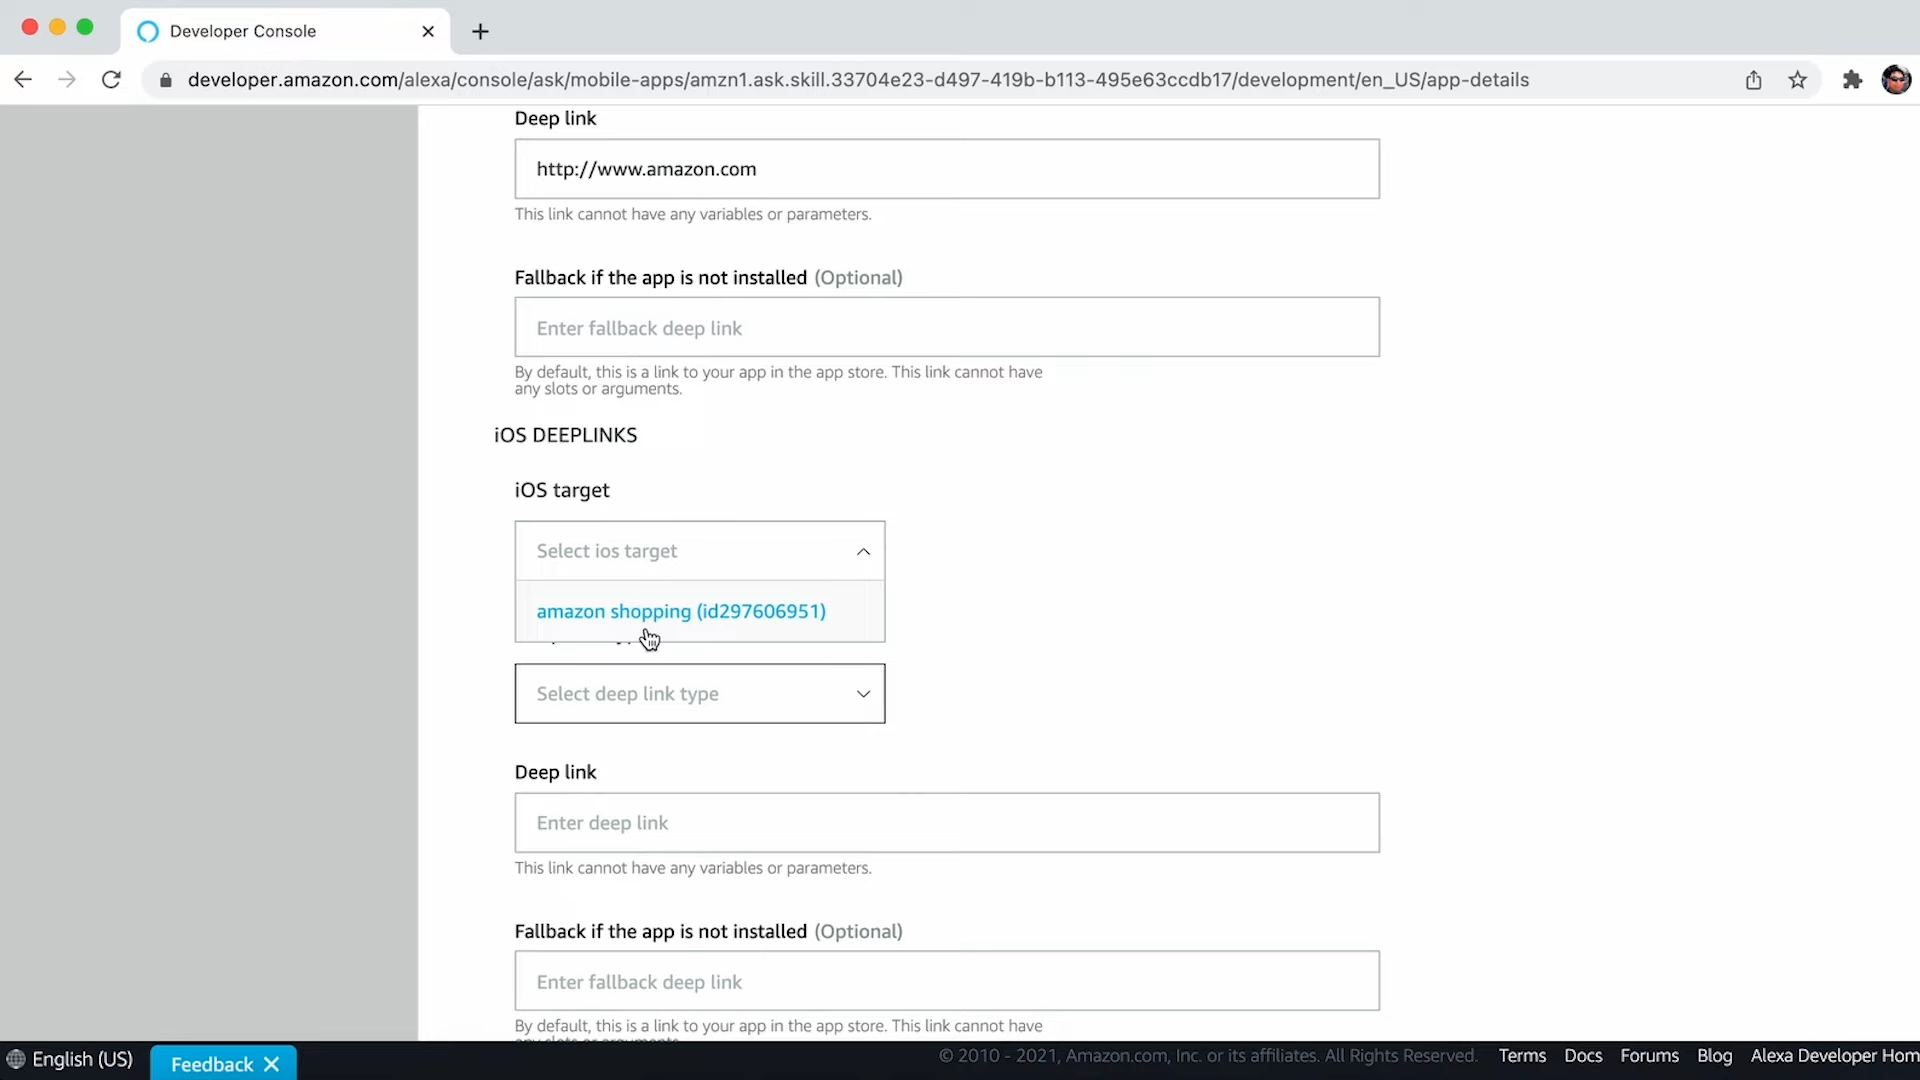 Developer Console
developer.amazon.com/alexa/console/ask/mobile-apps/amzn1.ask.skill.33704e23-d497-419b-b113-495e63ccdb17/development/en_US/app-details
Deep link
http://www.amazon.com
This link cannot have any variables or parameters.
Fallback if the app is not installed (Optional)
Enter fallback deep link
By default, this is a link to your app in the app store. This link cannot have
any slots or arguments.
iOS DEEPLINKS
iOS target
Select ios target
amazon shopping (id297606951)
Select deep link type
Deep link
Enter deep link
This link cannot have any variables or parameters.
Fallback if the app is not installed (Optional)
Enter fallback deep link
By default, this is a link to your app in the app store. This link cannot have
English (US)
Feedback
© 2010 - 2021, Amazon.com, Inc. or its affiliates. All Rights Reserved.
Terms
Docs
Forums
Blog
Alexa Developer Hom